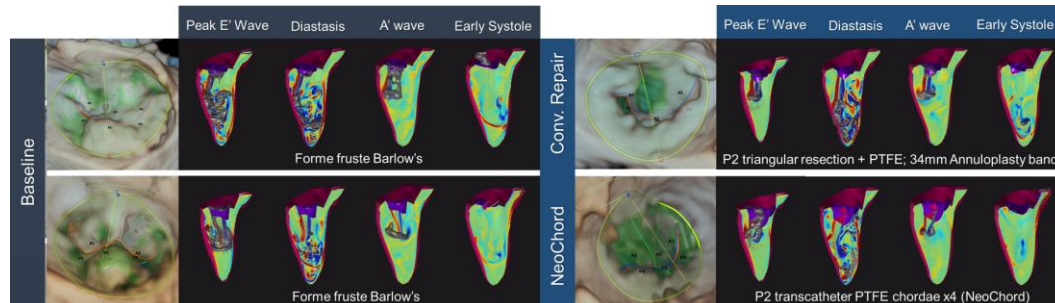 Peak E' Wave Diastasis A' wave Early Systole
Peak E' Wave Diastasis A' wave Early Systole
Baseline
Forme fruste Barlow's
Forme fruste Barlow's
Conv. Repair
P2 triangular resection + PTFE; 34mm Annuloplasty band
NeoChord
P2 transcatheter PTFE chordae x4 (NeoChord)